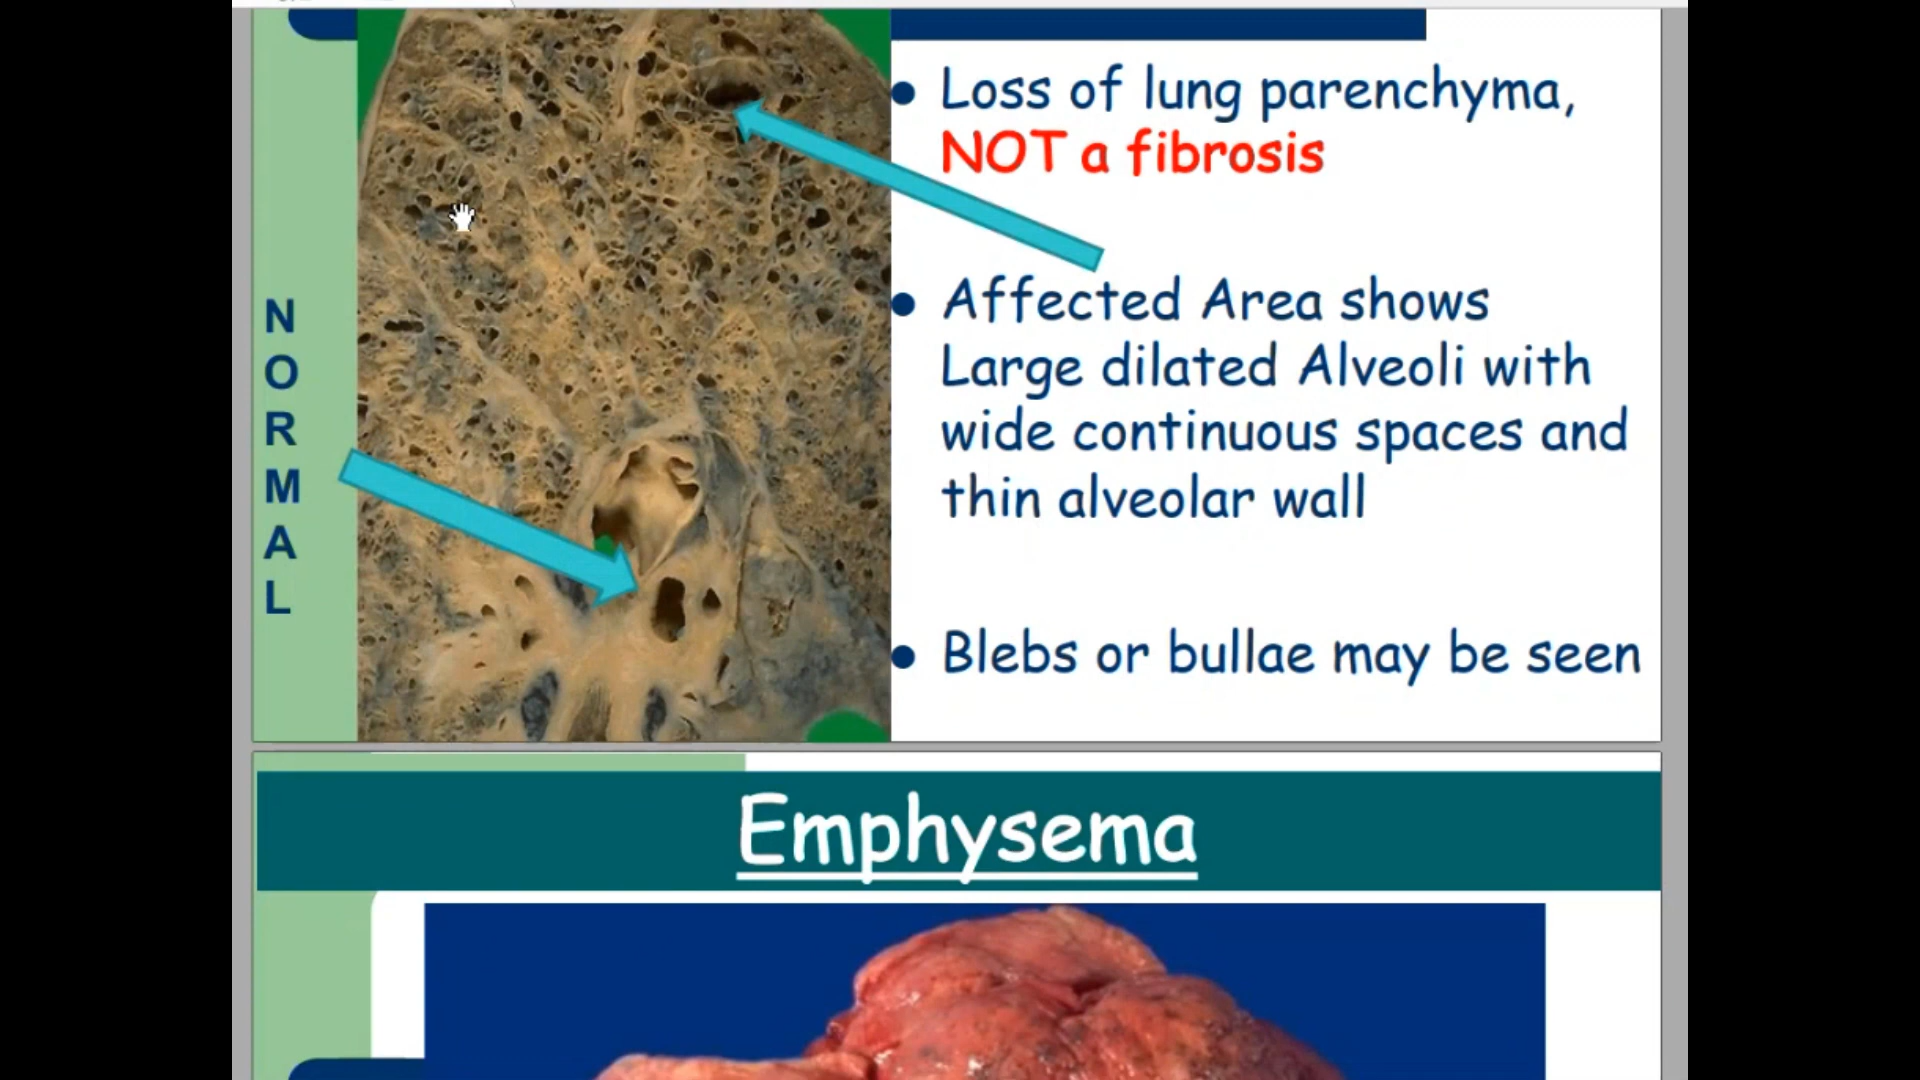 Loss of lung parenchyma,
NOT a fibrosis
Affected Area shows
Large dilated Alveoli with
wide continuous spaces and
thin alveolar wall
Blebs or bullae may be seen
N
O
R
M
A
L
Emphysema